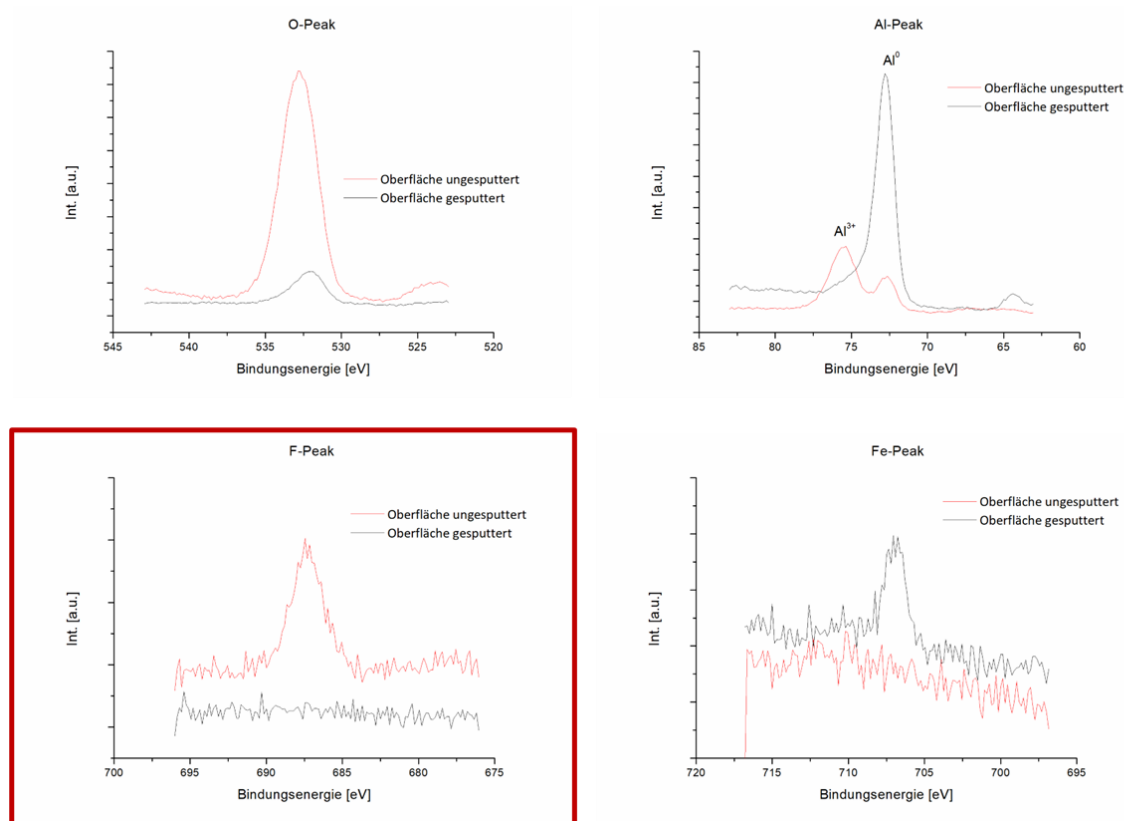 O-Peak
Int. [a.u.]
Oberfläche ungesputtert
Oberfläche gesputtert
545 540 535 530 525 520
Bindungsenergie [eV]
Al-Peak
Al⁰
Int. [a.u.]
Oberfläche ungesputtert
Oberfläche gesputtert
Al³⁺
85 80 75 70 65 60
Bindungsenergie [eV]
F-Peak
Int. [a.u.]
Oberfläche ungesputtert
Oberfläche gesputtert
700 695 690 685 680 675
Bindungsenergie [eV]
Fe-Peak
Int. [a.u.]
Oberfläche ungesputtert
Oberfläche gesputtert
720 715 710 705 700 695
Bindungsenergie [eV]